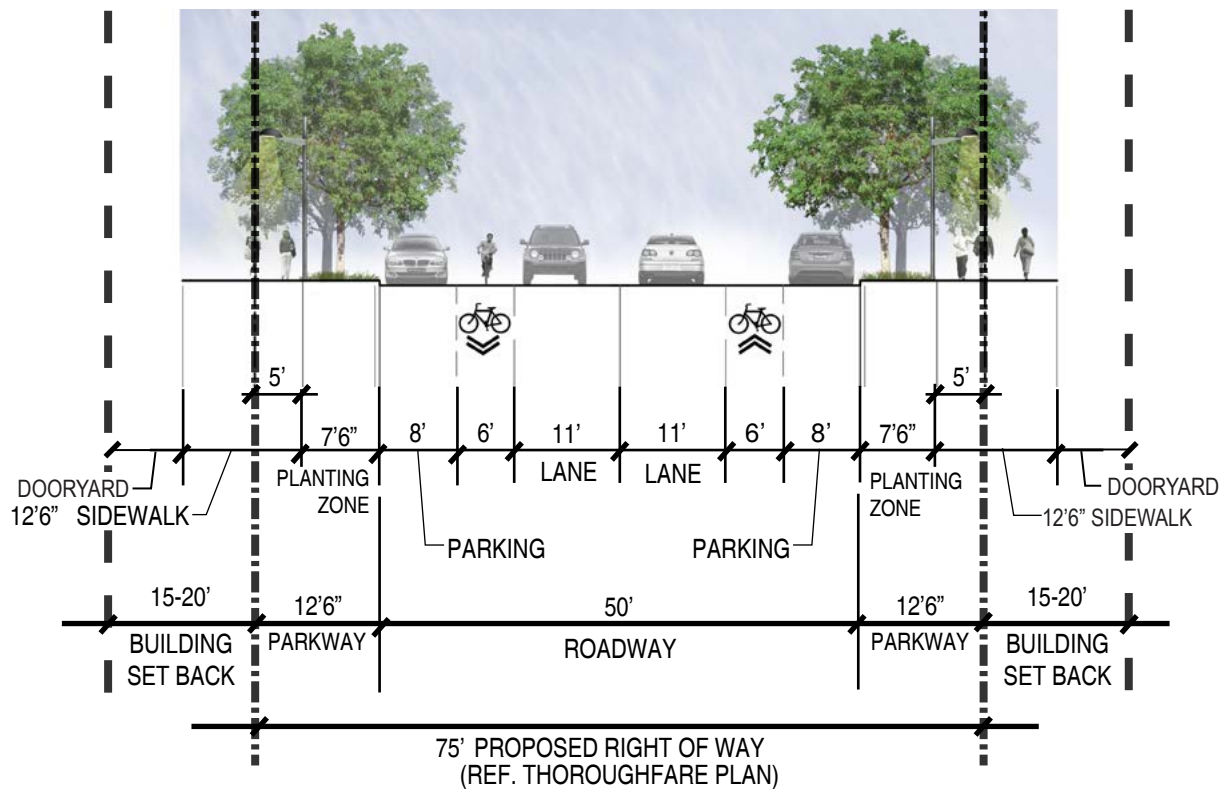 5’
5’
7’6”
8’
6’
11’
11’
6’
8’
7’6”
LANE
LANE
DOORYARD
12’6” SIDEWALK
PLANTING
ZONE
PLANTING
ZONE
DOORYARD
12’6” SIDEWALK
PARKING
PARKING
15-20’
12’6”
50’
12’6”
15-20’
BUILDING
SET BACK
PARKWAY
ROADWAY
PARKWAY
BUILDING
SET BACK
75’ PROPOSED RIGHT OF WAY
(REF. THOROUGHFARE PLAN)